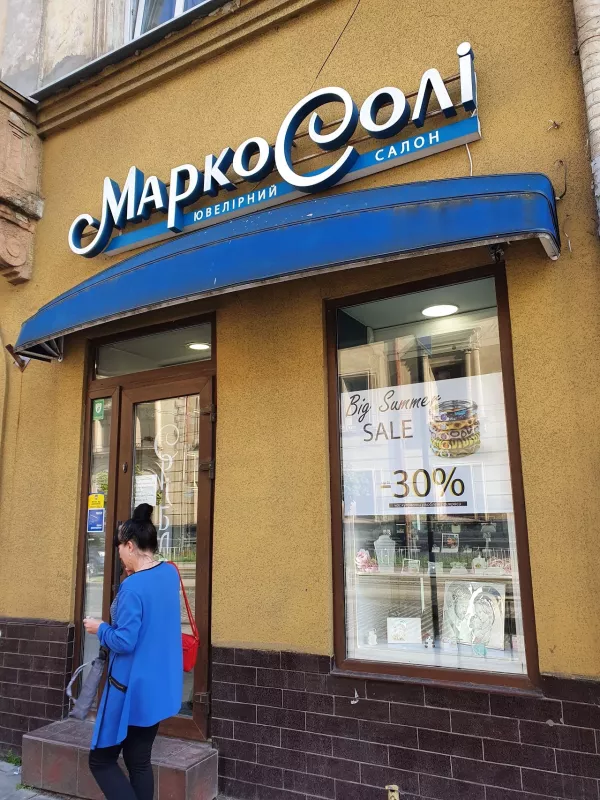 МаркоСолі
ЮВЕЛІРНИЙ САЛОН
Big Summer
SALE
-30%